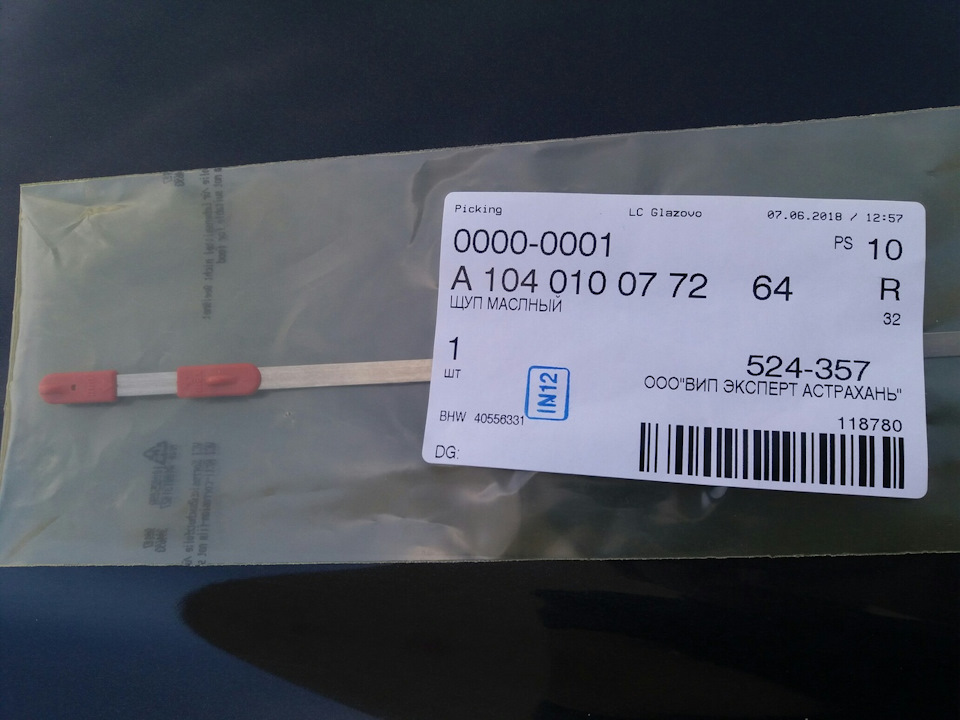 Picking LC Glazovo 07.06.2018 / 12:57
0000-0001 PS 10
A 104 010 07 72 64 R
ЩУП МАСЛНЫЙ 32
1 524-357
шт ООО"ВИП ЭКСПЕРТ АСТРАХАНЬ"
IN12
BHW 40556331 118780
DG: